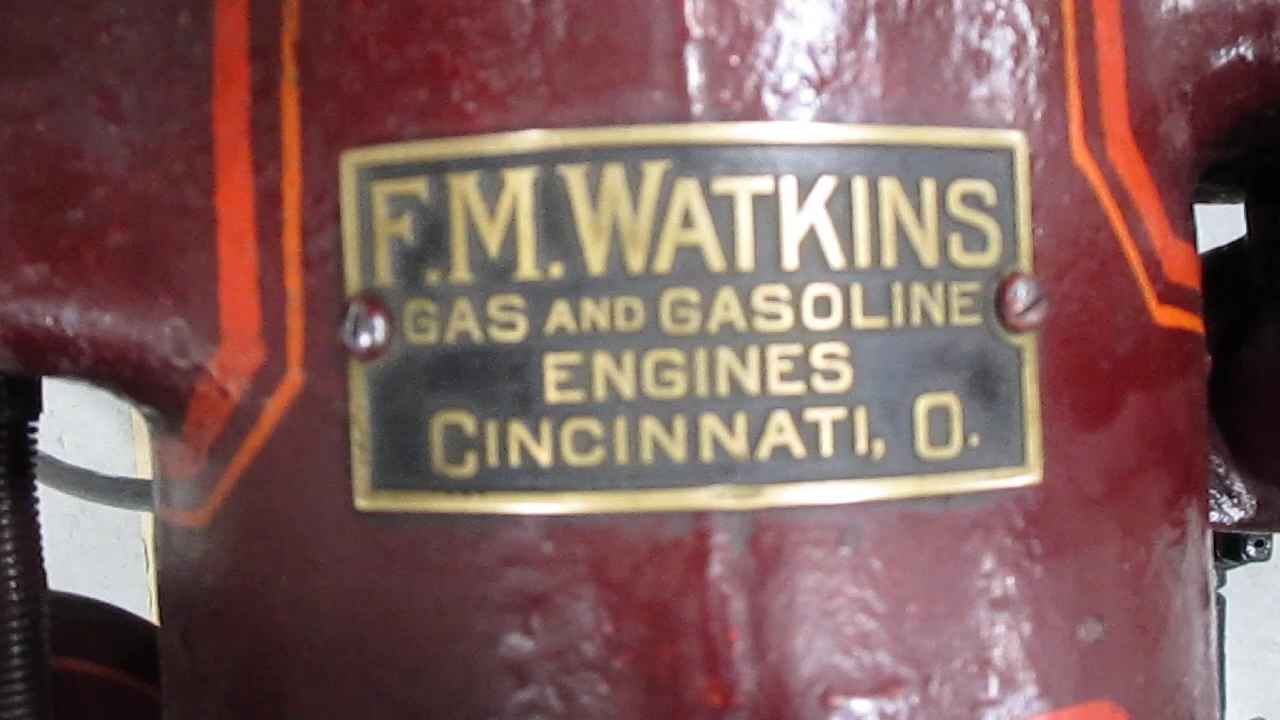 F.M. WATKINS
GAS AND GASOLINE
ENGINES
CINCINNATI, O.